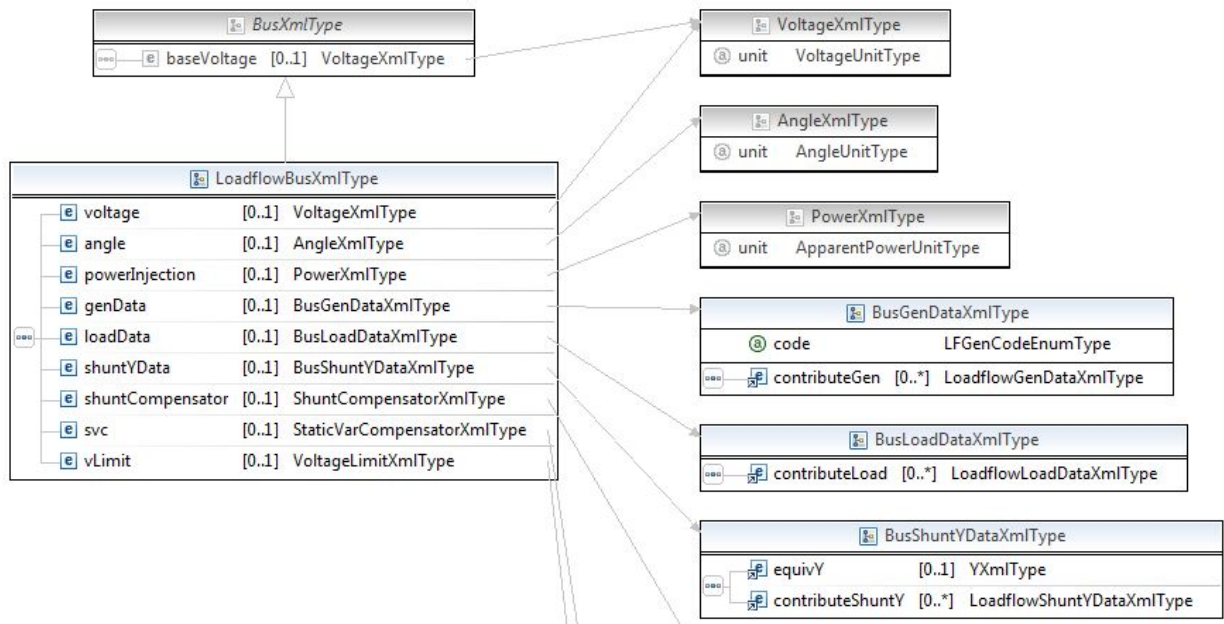 BusXmlType
baseVoltage [0..1] VoltageXmlType
LoadflowBusXmlType
voltage [0..1] VoltageXmlType
angle [0..1] AngleXmlType
powerInjection [0..1] PowerXmlType
genData [0..1] BusGenDataXmlType
loadData [0..1] BusLoadDataXmlType
shuntYData [0..1] BusShuntYDataXmlType
shuntCompensator [0..1] ShuntCompensatorXmlType
svc [0..1] StaticVarCompensatorXmlType
vLimit [0..1] VoltageLimitXmlType
VoltageXmlType
unit VoltageUnitType
AngleXmlType
unit AngleUnitType
PowerXmlType
unit ApparentPowerUnitType
BusGenDataXmlType
code LFGenCodeEnumType
contributeGen [0..*] LoadflowGenDataXmlType
BusLoadDataXmlType
contributeLoad [0..*] LoadflowLoadDataXmlType
BusShuntYDataXmlType
equivY [0..1] YXmlType
contributeShuntY [0..*] LoadflowShuntYDataXmlType